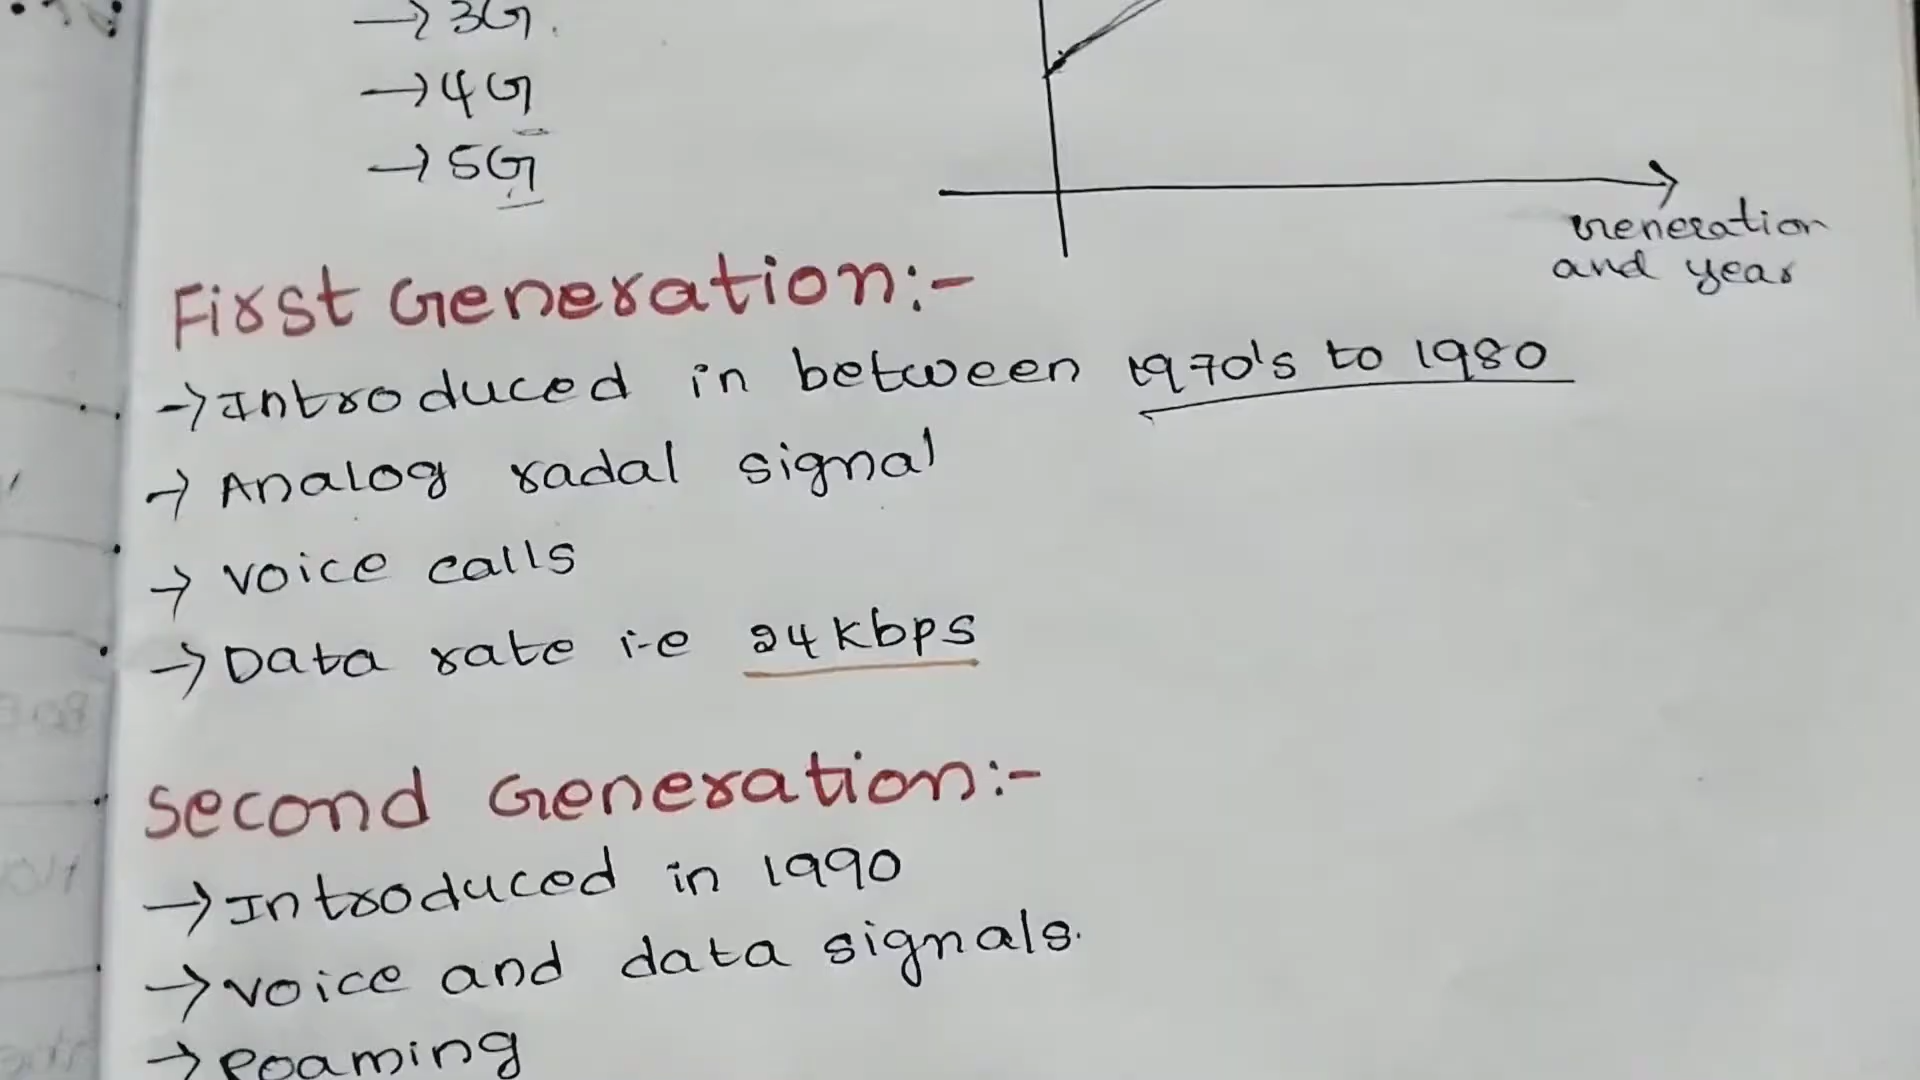 → 3G.
→ 4G
→ 5G
Generation
and year
First Generation:-
→ Introduced in between 1970's to 1980
→ Analog radal signal
→ voice calls
→ Data rate i-e 24kbps
Second Generation:-
→ Introduced in 1990
→ voice and data signals.
→ Roaming